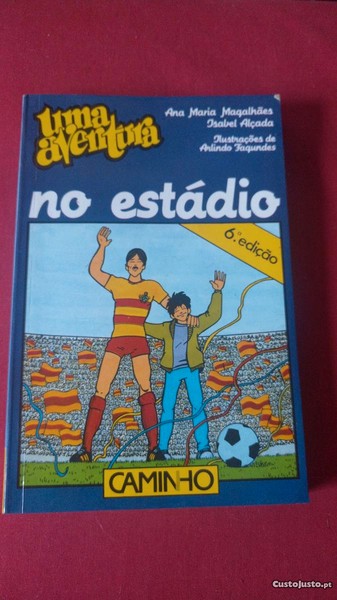 uma
aventura
Ana Maria Magalhães
Isabel Alçada
Ilustrações de
Arlindo Fagundes
no estádio
6.ª edição
CAMINHO
CustoJusto.pt